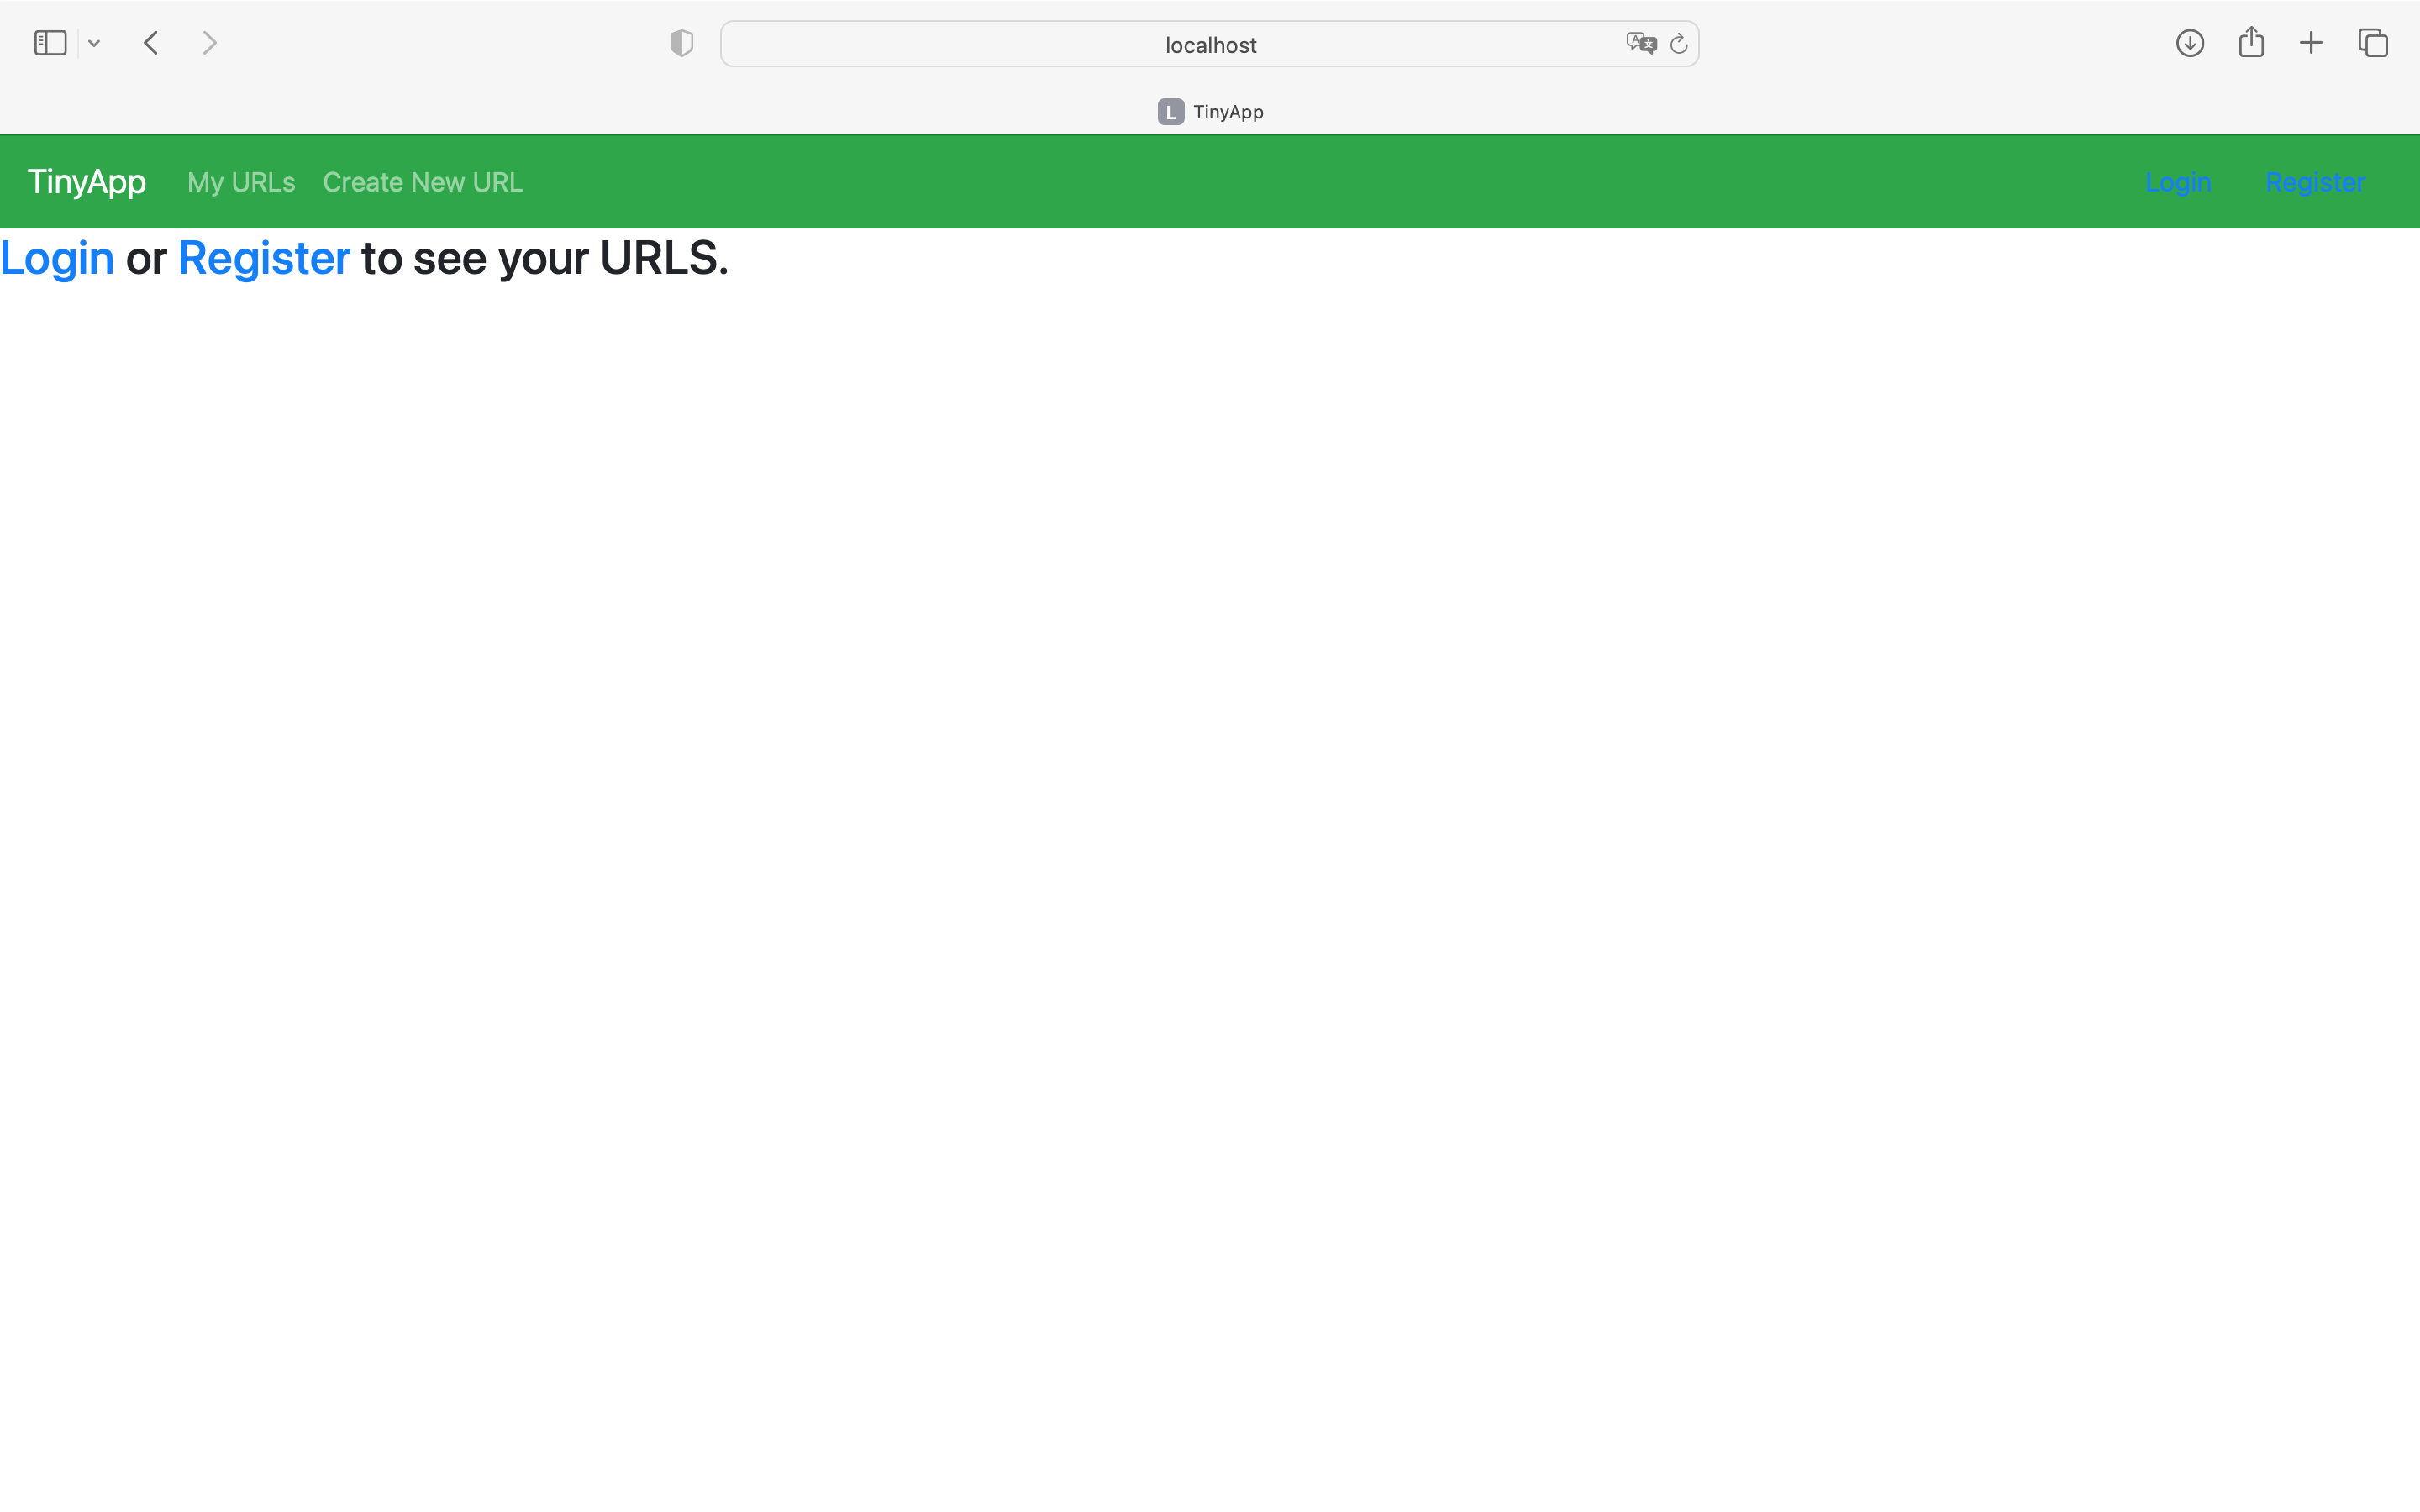 localhost
L TinyApp
TinyApp My URLs Create New URL Login Register
Login or Register to see your URLS.